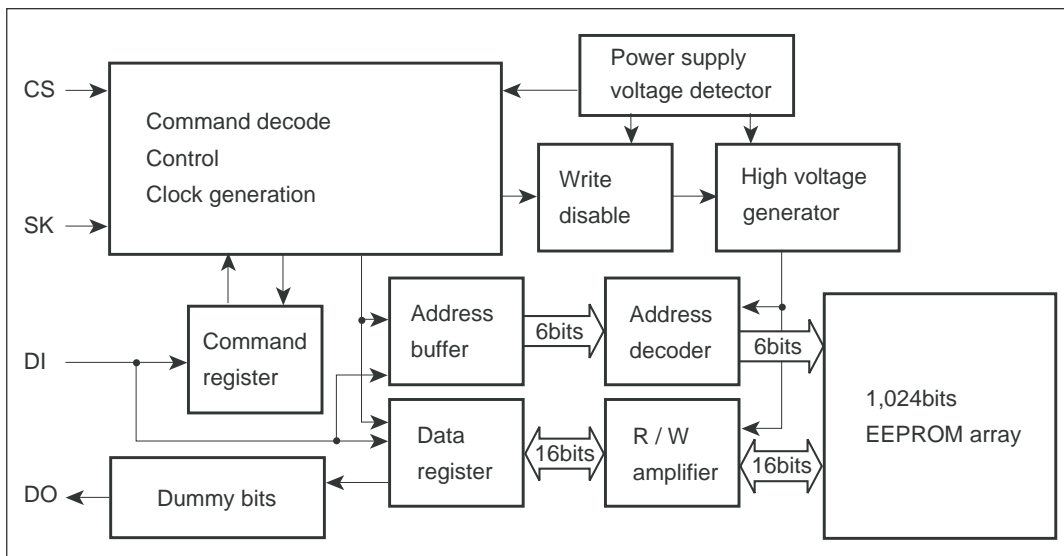 CS
SK
DI
DO
Command decode
Control
Clock generation
Power supply
voltage detector
Write
disable
High voltage
generator
Command
register
Address
buffer
6bits
Address
decoder
6bits
1,024bits
EEPROM array
Data
register
16bits
R / W
amplifier
16bits
Dummy bits